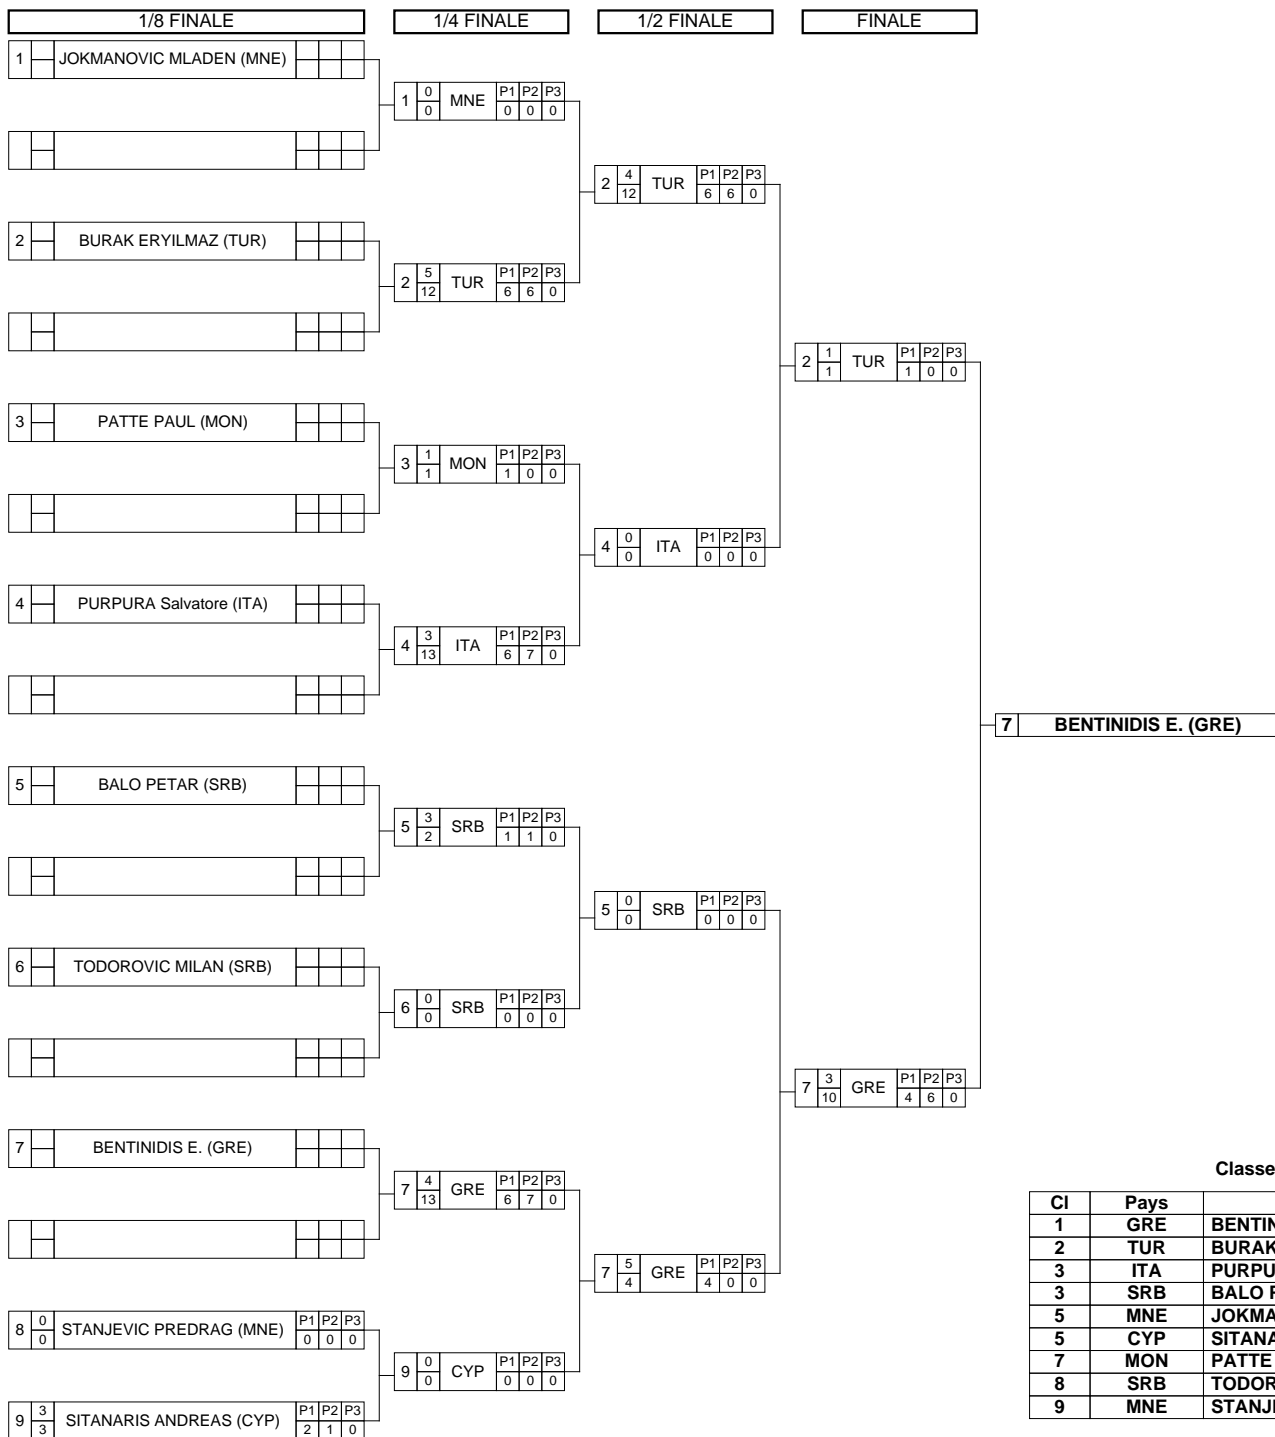 1/8 FINALE
1/4 FINALE
1/2 FINALE
FINALE
1 JOKMANOVIC MLADEN (MNE)
1 0 MNE P1 P2 P3
0 0 0 0
2 4 TUR P1 P2 P3
12 6 6 0
2 BURAK ERYILMAZ (TUR)
2 5 TUR P1 P2 P3
12 6 6 0
2 1 TUR P1 P2 P3
1 1 0 0
3 PATTE PAUL (MON)
3 1 MON P1 P2 P3
1 1 0 0
4 0 ITA P1 P2 P3
0 0 0 0
4 PURPURA Salvatore (ITA)
4 3 ITA P1 P2 P3
13 6 7 0
7 BENTINIDIS E. (GRE)
5 BALO PETAR (SRB)
5 3 SRB P1 P2 P3
2 1 1 0
5 0 SRB P1 P2 P3
0 0 0 0
6 TODOROVIC MILAN (SRB)
6 0 SRB P1 P2 P3
0 0 0 0
7 3 GRE P1 P2 P3
10 4 6 0
7 BENTINIDIS E. (GRE)
7 4 GRE P1 P2 P3
13 6 7 0
7 5 GRE P1 P2 P3
4 4 0 0
8 0 STANJEVIC PREDRAG (MNE) P1 P2 P3
0 0 0 0
9 0 CYP P1 P2 P3
0 0 0 0
9 3 SITANARIS ANDREAS (CYP) P1 P2 P3
3 2 1 0
Classe
Cl Pays
1 GRE BENTIN
2 TUR BURAK
3 ITA PURPU
3 SRB BALO
5 MNE JOKMA
5 CYP SITANA
7 MON PATTE
8 SRB TODOR
9 MNE STANJ